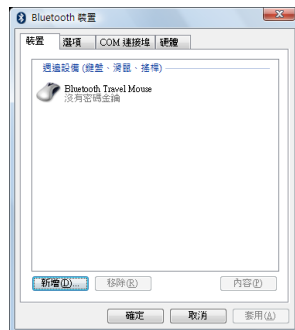 Bluetooth 裝置
裝置 選項 COM 連接埠 硬體
週邊設備 (鍵盤、滑鼠、搖桿)
Bluetooth Travel Mouse
沒有密碼金鑰
新增(D)... 移除(R) 內容(P)
確定 取消 套用(A)